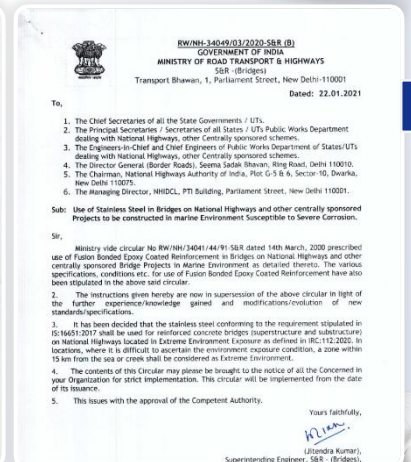 RW/NH-34049/03/2020-S&R (B)
GOVERNMENT OF INDIA
MINISTRY OF ROAD TRANSPORT & HIGHWAYS
S&R -(Bridges)
Transport Bhawan, 1, Parliament Street, New Delhi-110001
Dated: 22.01.2021
To,
1. The Chief Secretaries of all the State Governments / UTs.
2. The Principal Secretaries / Secretaries of all States / UTs Public Works Department
dealing with National Highways, other Centrally sponsored schemes.
3. The Engineers-in-Chief and Chief Engineers of Public Works Department of States/UTs
dealing with National Highways, other Centrally sponsored schemes.
4. The Director General (Border Roads), Seema Sadak Bhavan, Ring Road, Delhi 110010.
5. The Chairman, National Highways Authority of India, Plot G-5 & 6, Sector-10, Dwarka,
New Delhi 110075.
6. The Managing Director, NHIDCL, PTI Building, Parliament Street, New Delhi 110001.
Sub: Use of Stainless Steel in Bridges on National Highways and other centrally sponsored
Projects to be constructed in marine Environment Susceptible to Severe Corrosion.
Sir,
Ministry vide circular No RW/NH/34041/44/91-S&R dated 14th March, 2000 prescribed
use of Fusion Bonded Epoxy Coated Reinforcement in Bridges on National Highways and other
centrally sponsored Bridge Projects in Marine Environment as detailed thereto. The various
specifications, conditions etc. for use of Fusion Bonded Epoxy Coated Reinforcement have also
been stipulated in the above said circular.
2. The instructions given hereby are now in supersession of the above circular in light of
the further experience/knowledge gained and modifications/evolution of new
standards/specifications.
3. It has been decided that the stainless steel conforming to the requirement stipulated in
IS:16651:2017 shall be used for reinforced concrete bridges (superstructure and substructure)
on National Highways located in Extreme Environment Exposure as defined in IRC:112:2020. In
locations, where it is difficult to ascertain the environment exposure condition, a zone within
15 km from the sea or creek shall be considered as Extreme Environment.
4. The contents of this Circular may please be brought to the notice of all the Concerned in
your Organization for strict implementation. This circular will be implemented from the date
of its issuance.
5. This issues with the approval of the Competent Authority.
Yours faithfully,
(Jitendra Kumar),
Superintending Engineer, S&R - (Bridges),